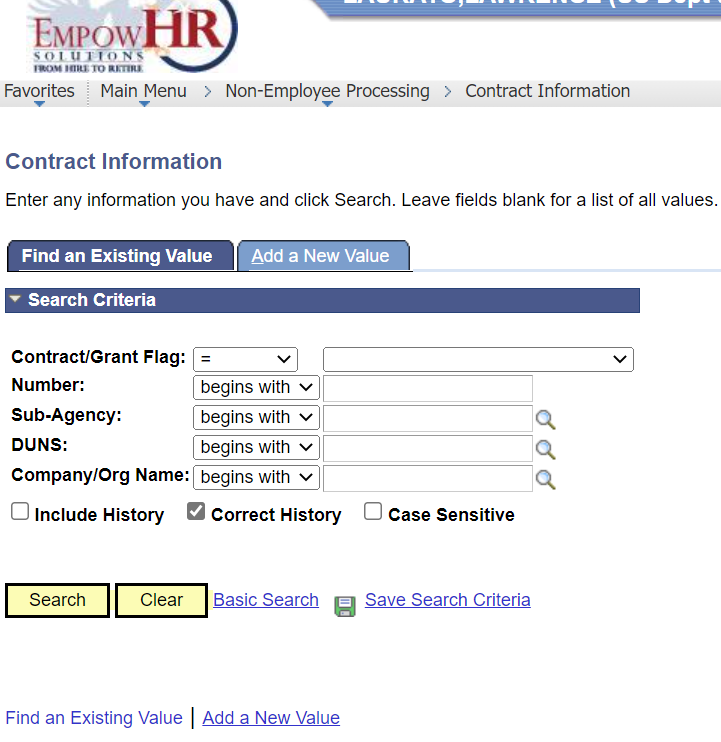 EMPOWHR
SOLUTIONS
FROM HIRE TO RETIRE
Favorites Main Menu > Non-Employee Processing > Contract Information
Contract Information
Enter any information you have and click Search. Leave fields blank for a list of all values.
Find an Existing Value Add a New Value
Search Criteria
Contract/Grant Flag: =
Number: begins with
Sub-Agency: begins with
DUNS: begins with
Company/Org Name: begins with
Include History Correct History Case Sensitive
Search Clear Basic Search Save Search Criteria
Find an Existing Value | Add a New Value